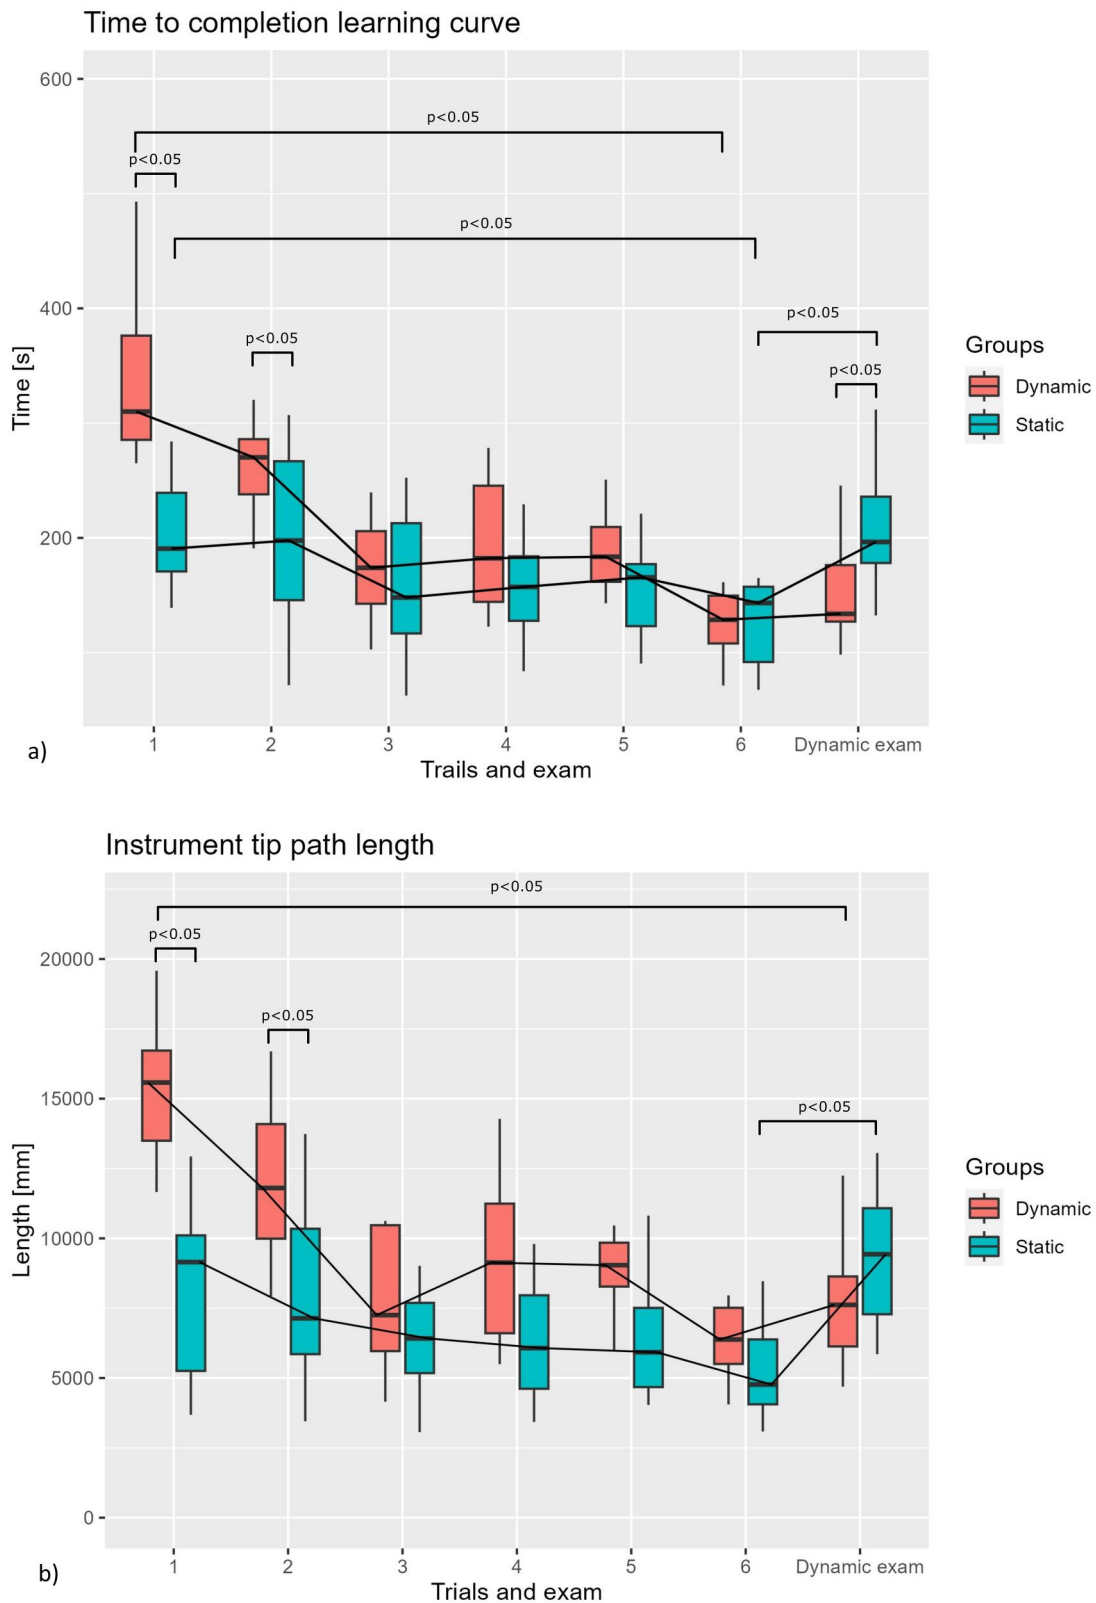 Time to completion learning curve
600
p<0.05
p<0.05
p<0.05
400
p<0.05
p<0.05
p<0.05
Time [s]
200
Groups
Dynamic
Static
1 2 3 4 5 6 Dynamic exam
a)
Trails and exam
Instrument tip path length
p<0.05
p<0.05
20000
p<0.05
15000
p<0.05
Length [mm]
10000
5000
0
Groups
Dynamic
Static
1 2 3 4 5 6 Dynamic exam
b)
Trials and exam